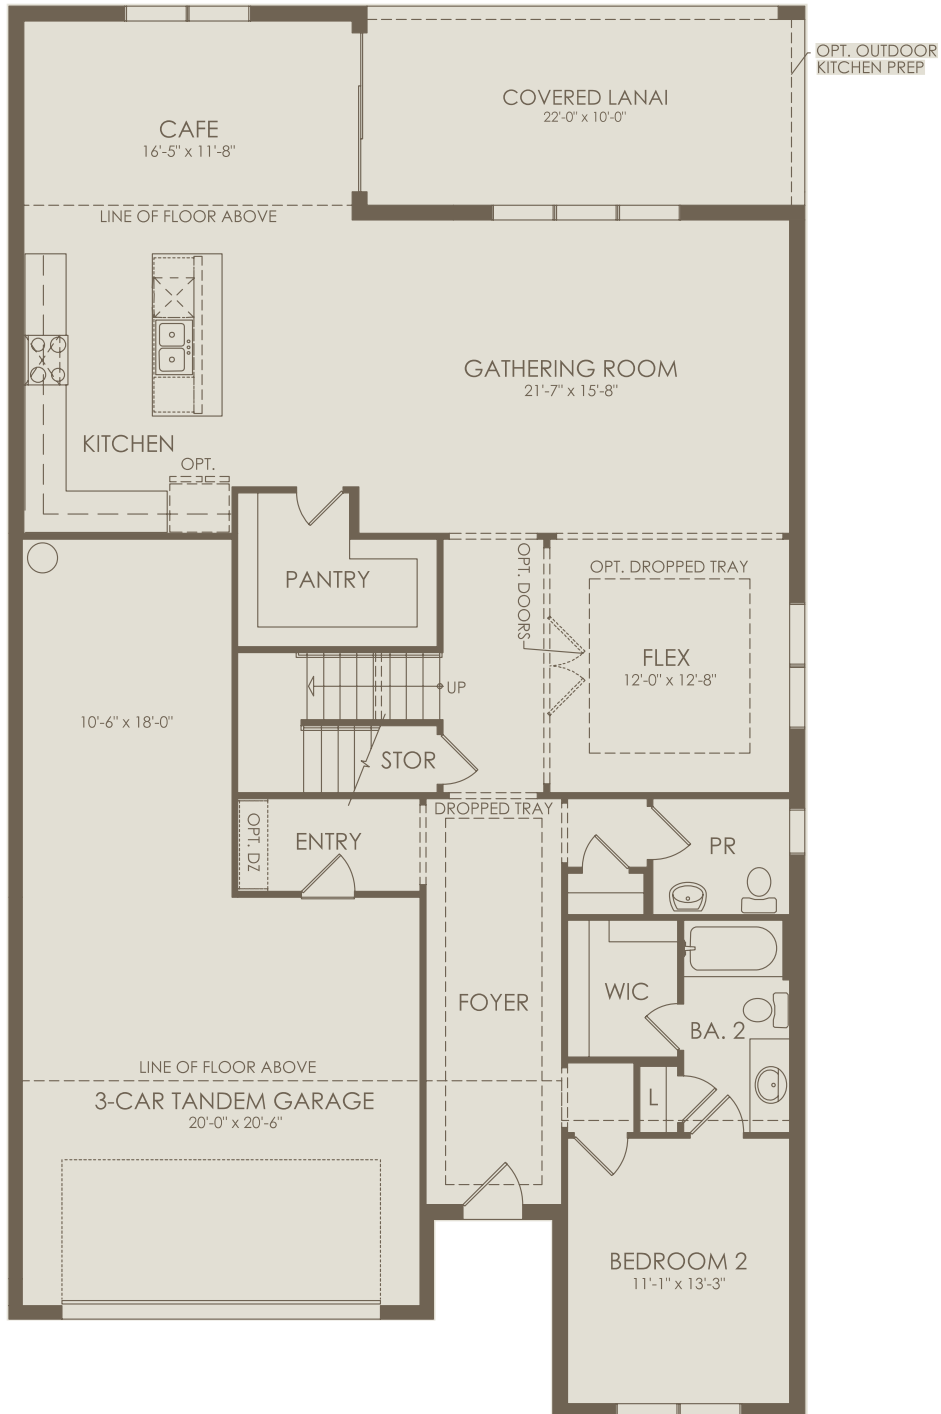 OPT. OUTDOOR
KITCHEN PREP
COVERED LANAI
22'-0" x 10'-0"
CAFE
16'-5" x 11'-8"
LINE OF FLOOR ABOVE
GATHERING ROOM
21'-7" x 15'-8"
KITCHEN
OPT.
PANTRY
OPT. DOORS
OPT. DROPPED TRAY
FLEX
12'-0" x 12'-8"
UP
10'-6" x 18'-0"
STOR
DROPPED TRAY
OPT. DZ
ENTRY
PR
WIC
FOYER
BA. 2
LINE OF FLOOR ABOVE
3-CAR TANDEM GARAGE
20'-0" x 20'-6"
L
BEDROOM 2
11'-1" x 13'-3"